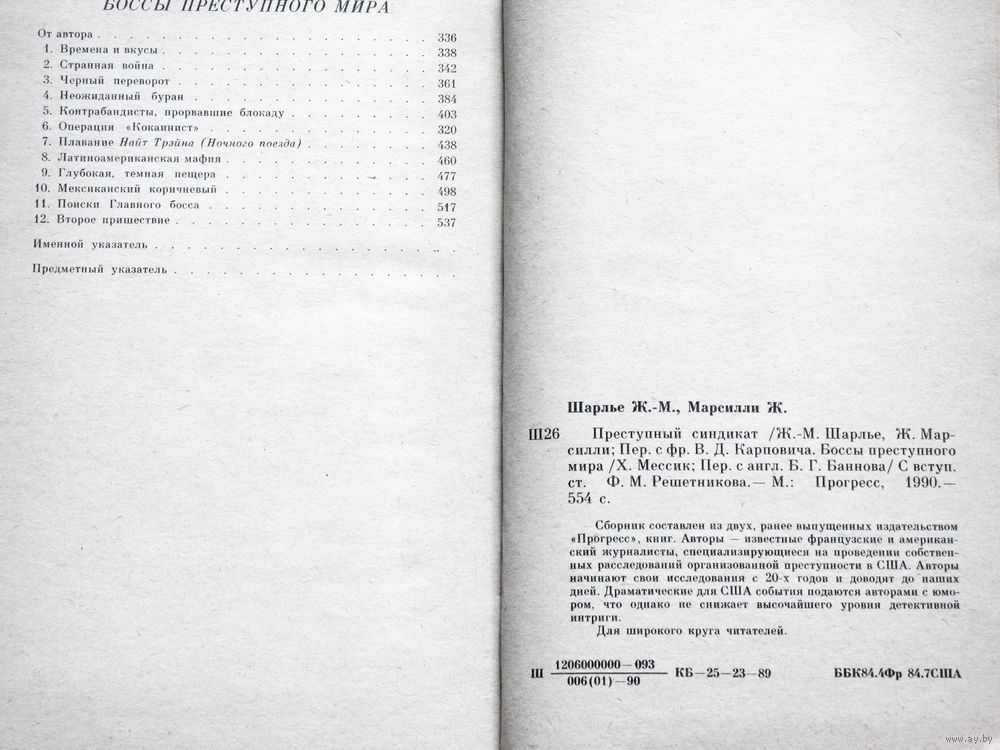 БОССЫ ПРЕСТУПНОГО МИРА
От автора . . . . . . . . . . . . . . . . . . . . . 336
1. Времена и вкусы . . . . . . . . . . . . . . . . . 338
2. Странная война . . . . . . . . . . . . . . . . . 342
3. Черный переворот . . . . . . . . . . . . . . . . 361
4. Неожиданный буран . . . . . . . . . . . . . . . 384
5. Контрабандисты, прорвавшие блокаду . . . . . . . 403
6. Операция «Кокаинист» . . . . . . . . . . . . . . 320
7. Плавание Найт Трэйна (Ночного поезда) . . . . . . 438
8. Латиноамериканская мафия . . . . . . . . . . . . 460
9. Глубокая, темная пещера . . . . . . . . . . . . . 477
10. Мексиканский коричневый . . . . . . . . . . . . 498
11. Поиски Главного босса . . . . . . . . . . . . . 517
12. Второе пришествие . . . . . . . . . . . . . . . 537
Именной указатель . . . . . . . . . . . . . . . . .
Предметный указатель . . . . . . . . . . . . . . .
Шарлье Ж.-М., Марсилли Ж.
Ш26 Преступный синдикат /Ж.-М. Шарлье, Ж. Мар-
силли; Пер. с фр. В. Д. Карповича. Боссы преступного
мира /Х. Мессик; Пер. с англ. Б. Г. Баннова/ С вступ.
ст. Ф. М. Решетникова.— М.: Прогресс, 1990.—
554 с.
Сборник составлен из двух, ранее выпущенных издательством
«Прогресс», книг. Авторы — известные французские и американ-
ский журналисты, специализирующиеся на проведении собствен-
ных расследований организованной преступности в США. Авторы
начинают свои исследования с 20-х годов и доводят до наших
дней. Драматические для США события подаются авторами с юмо-
ром, что однако не снижает высочайшего уровня детективной
интриги.
Для широкого круга читателей.
Ш 1206000000—093
006(01)—90 КБ—25—23—89 ББК84.4Фр 84.7США
www.ay.by